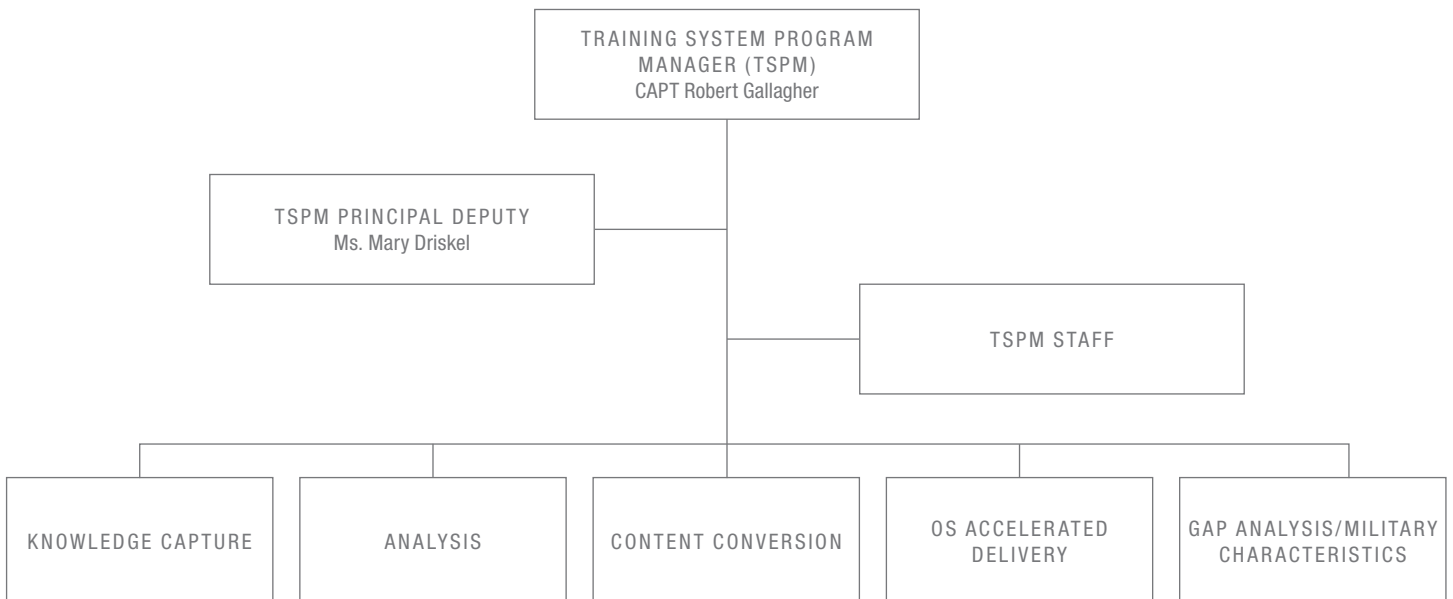 TRAINING SYSTEM PROGRAM
MANAGER (TSPM)
CAPT Robert Gallagher
TSPM PRINCIPAL DEPUTY
Ms. Mary Driskel
TSPM STAFF
KNOWLEDGE CAPTURE
ANALYSIS
CONTENT CONVERSION
OS ACCELERATED
DELIVERY
GAP ANALYSIS/MILITARY
CHARACTERISTICS